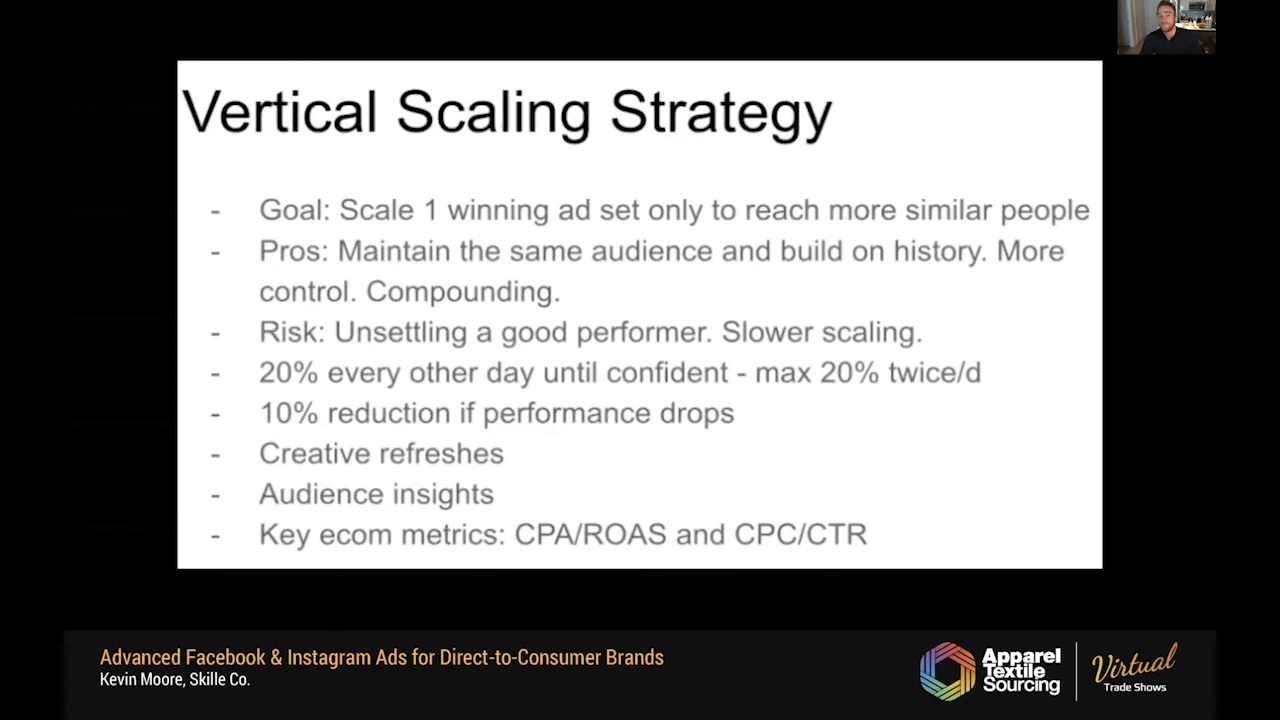 Vertical Scaling Strategy
- Goal: Scale 1 winning ad set only to reach more similar people
- Pros: Maintain the same audience and build on history. More
control. Compounding.
- Risk: Unsettling a good performer. Slower scaling.
- 20% every other day until confident - max 20% twice/d
- 10% reduction if performance drops
- Creative refreshes
- Audience insights
- Key ecom metrics: CPA/ROAS and CPC/CTR
Advanced Facebook & Instagram Ads for Direct-to-Consumer Brands
Kevin Moore, Skille Co.
Apparel
Textile
Sourcing
Virtual
Trade Shows